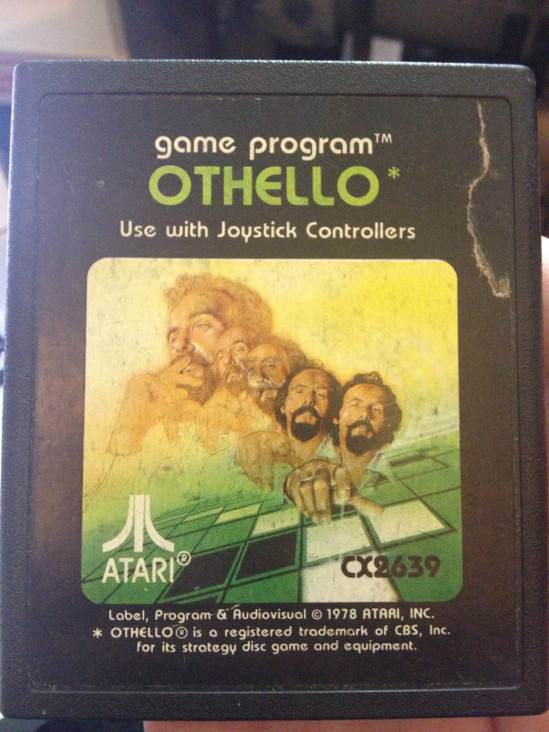 game program™
OTHELLO*
Use with Joystick Controllers
ATARI®
CX2639
Label, Program & Audiovisual © 1978 ATARI, INC.
* OTHELLO® is a registered trademark of CBS, Inc.
for its strategy disc game and equipment.